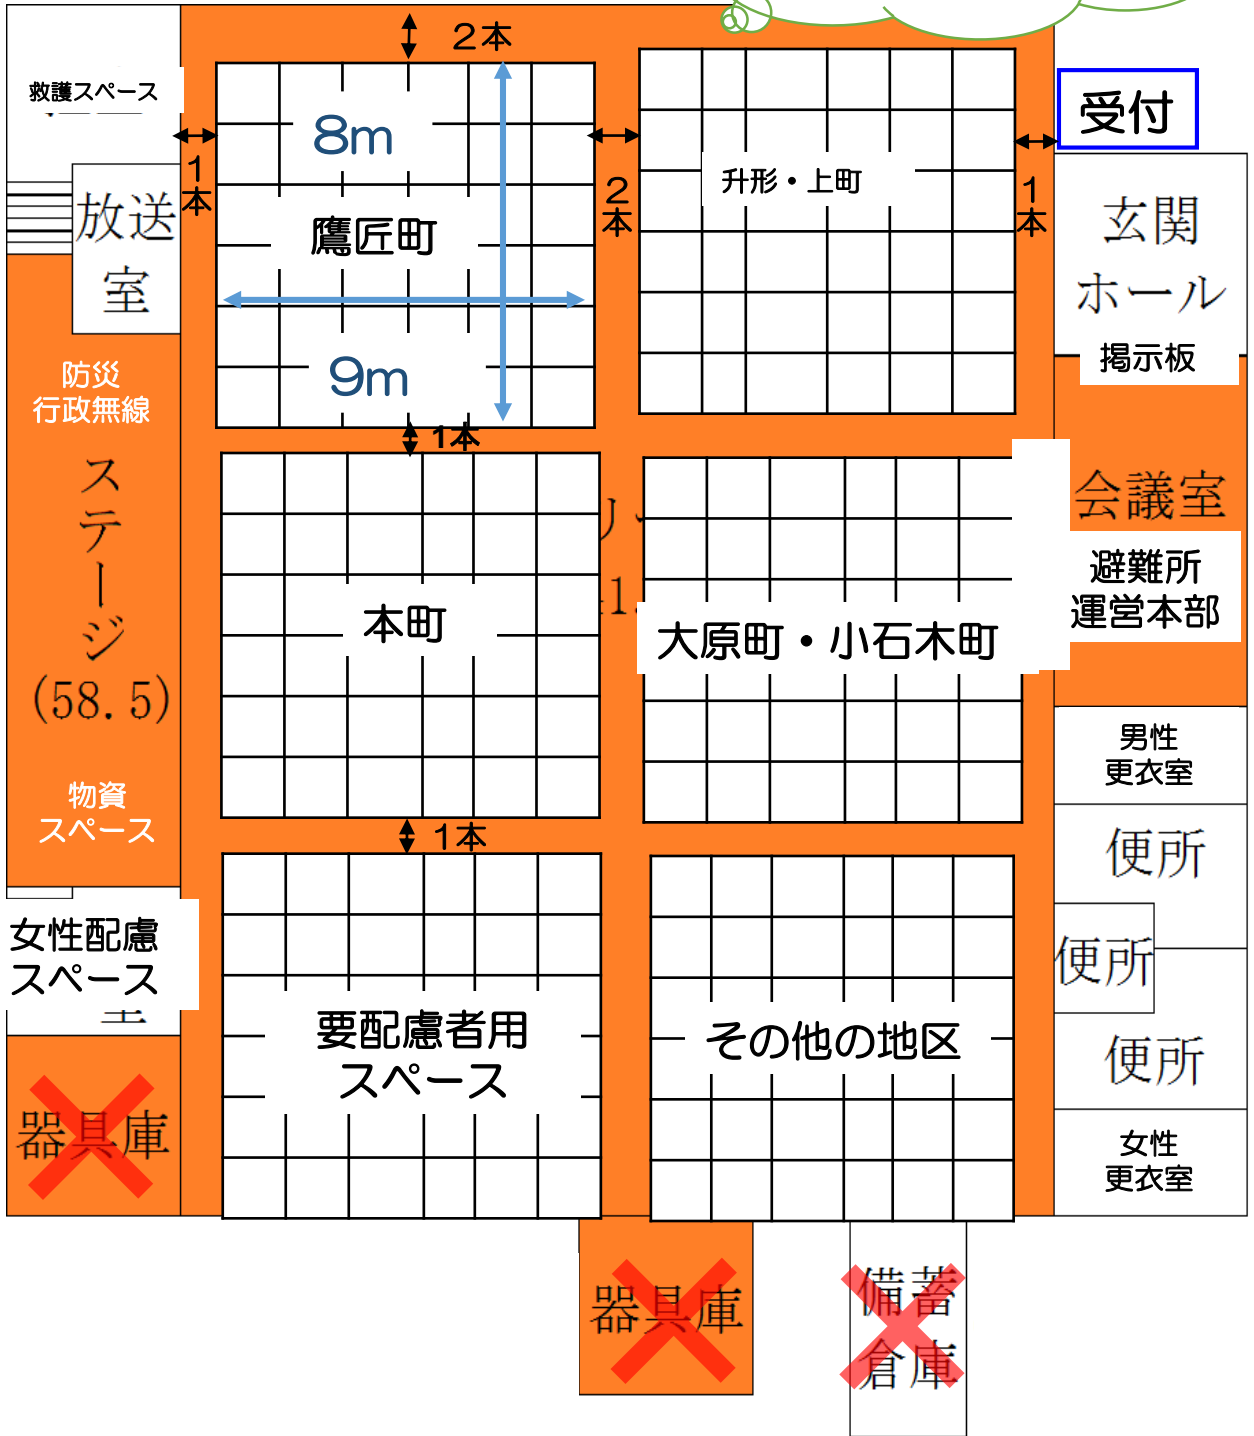 2本
救護スペース
受付
8m
1本
2本
升形・上町
1本
放送
室
鷹匠町
玄関
ホール
掲示板
9m
防災
行政無線
1本
ステージ
(58.5)
会議室
避難所
運営本部
本町
大原町・小石木町
男性
更衣室
物資
スペース
1本
便所
女性配慮
スペース
便所
要配慮者用
スペース
その他の地区
便所
器具庫
女性
更衣室
器具庫
備蓄
倉庫